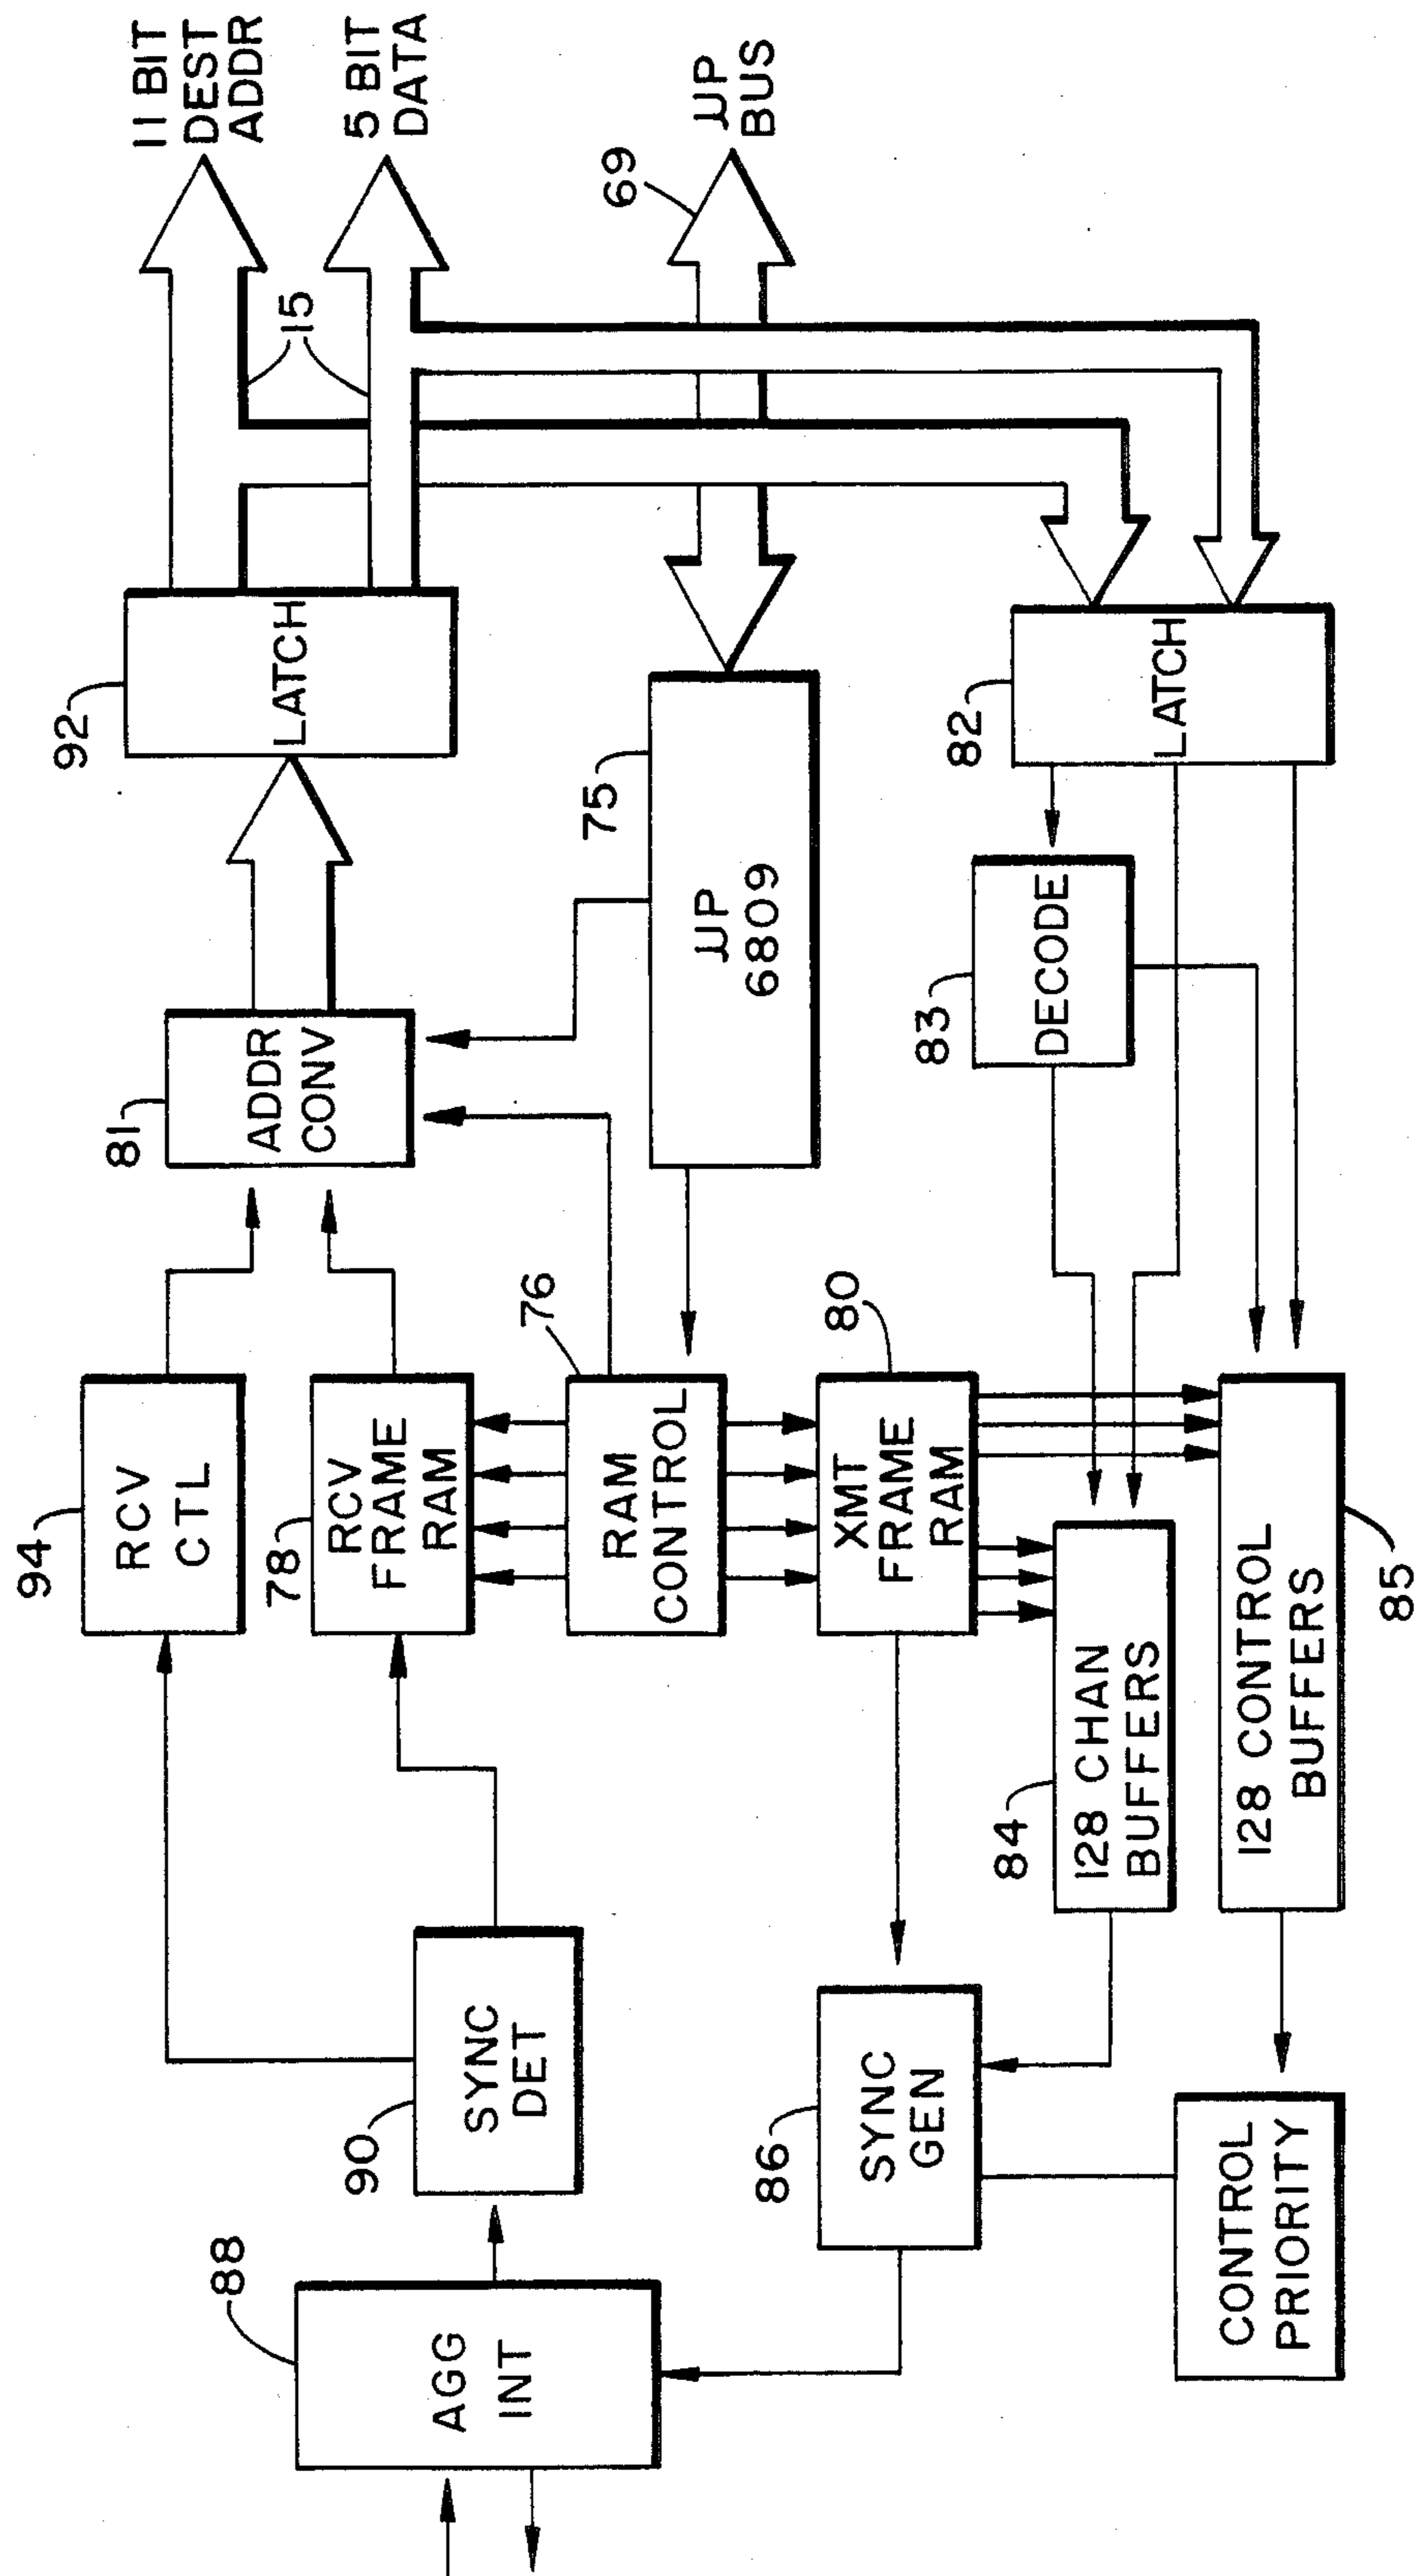 11 BIT
DEST
ADDR
5 BIT
DATA
μP
BUS
69
15
92
LATCH
81
ADDR
CONV
75
μP
6809
82
LATCH
83
DECODE
94
RCV
CTL
78
RCV
FRAME
RAM
76
RAM
CONTROL
80
XMT
FRAME
RAM
84
128 CHAN
BUFFERS
85
128 CONTROL
BUFFERS
90
SYNC
DET
86
SYNC
GEN
88
AGG
INT
CONTROL
PRIORITY